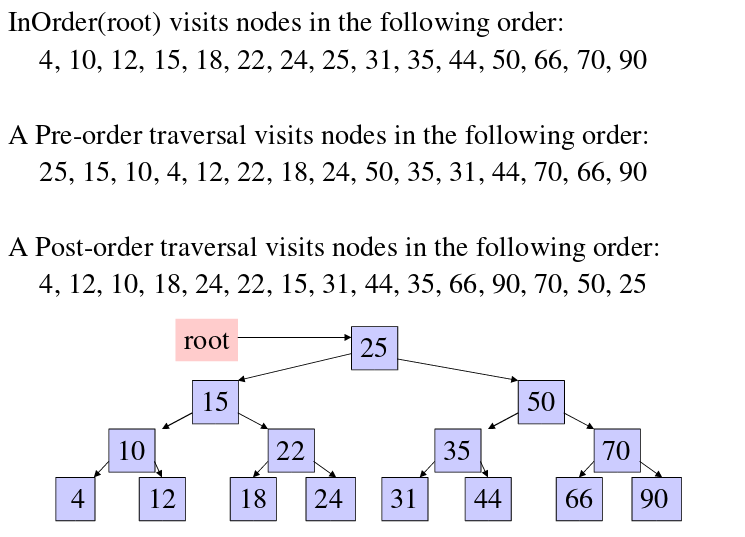 InOrder(root) visits nodes in the following order:
4, 10, 12, 15, 18, 22, 24, 25, 31, 35, 44, 50, 66, 70, 90
A Pre-order traversal visits nodes in the following order:
25, 15, 10, 4, 12, 22, 18, 24, 50, 35, 31, 44, 70, 66, 90
A Post-order traversal visits nodes in the following order:
4, 12, 10, 18, 24, 22, 15, 31, 44, 35, 66, 90, 70, 50, 25
root 25
15 50
10 22 35 70
4 12 18 24 31 44 66 90